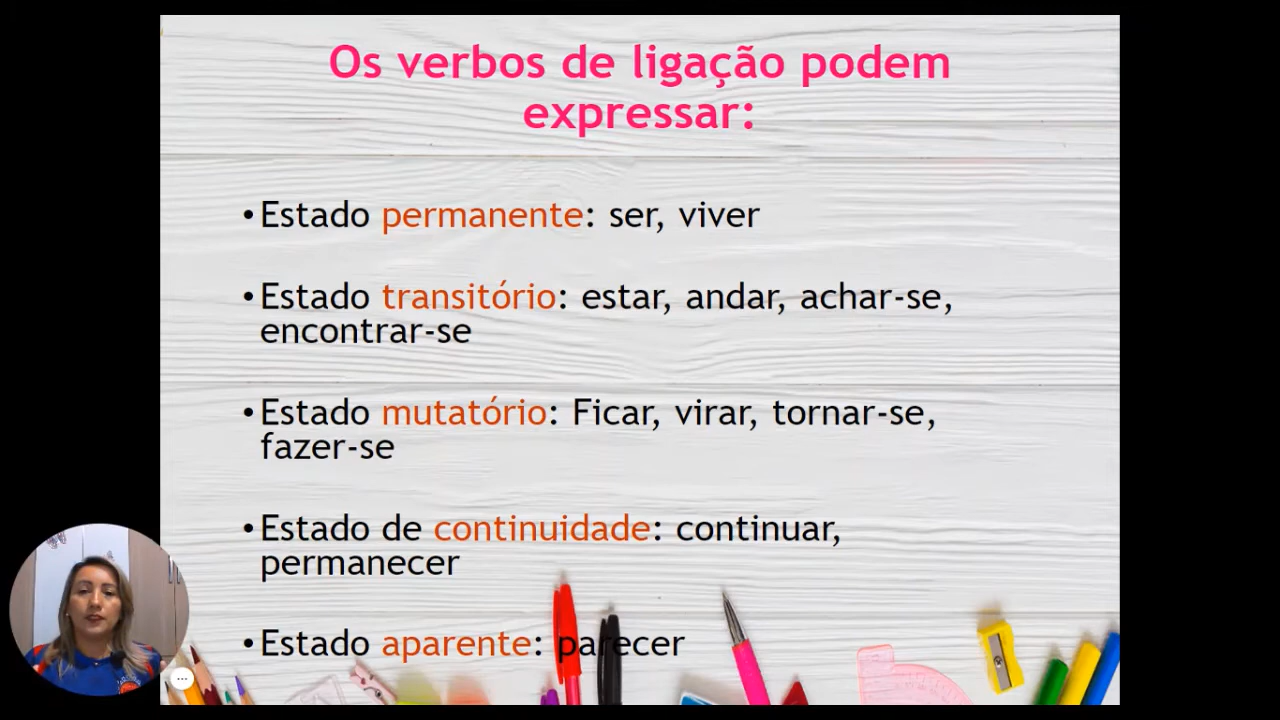 Os verbos de ligação podem
expressar:
•Estado permanente: ser, viver
•Estado transitório: estar, andar, achar-se,
encontrar-se
•Estado mutatório: Ficar, virar, tornar-se,
fazer-se
•Estado de continuidade: continuar,
permanecer
•Estado aparente: parecer